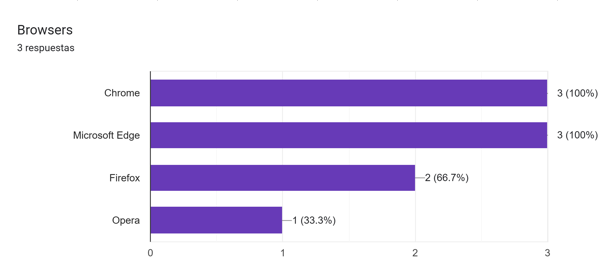 Browsers
3 respuestas
Chrome 3 (100%)
Microsoft Edge 3 (100%)
Firefox 2 (66.7%)
Opera 1 (33.3%)
0 1 2 3